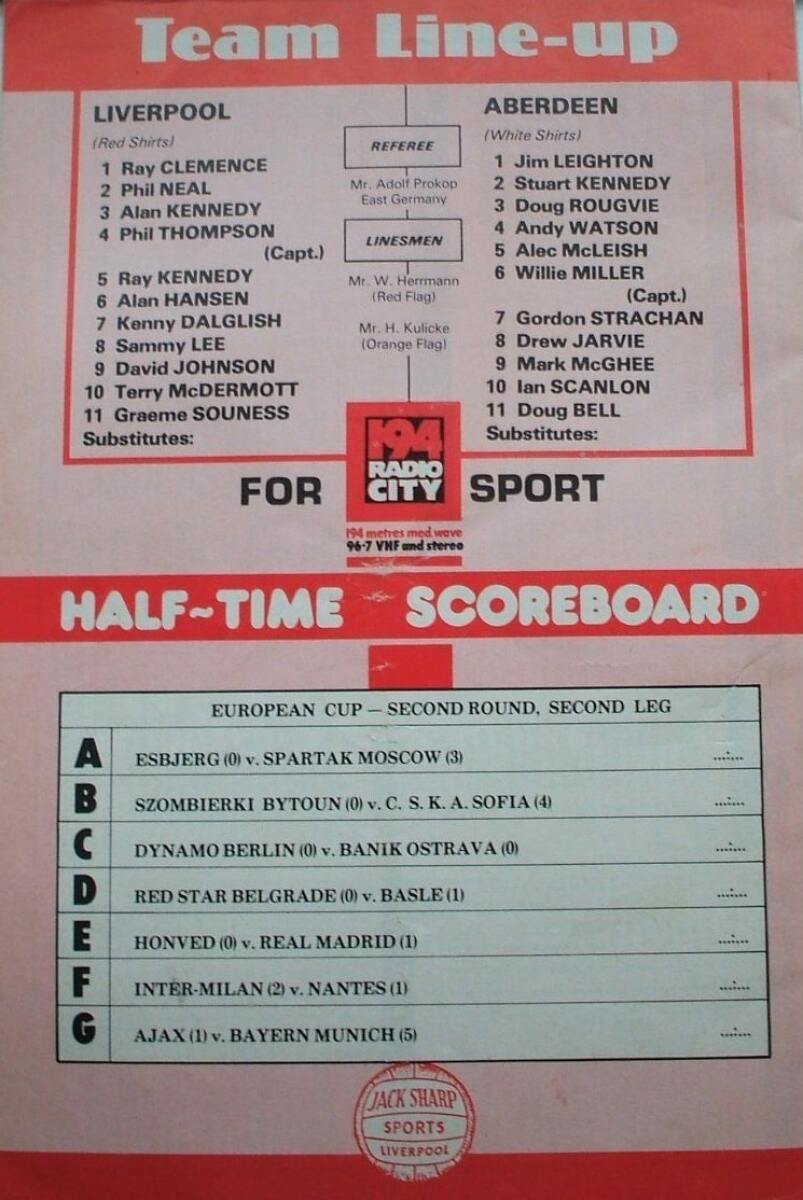 Team Line-up
LIVERPOOL
(Red Shirts)
1 Ray CLEMENCE
2 Phil NEAL
3 Alan KENNEDY
4 Phil THOMPSON
(Capt.)
5 Ray KENNEDY
6 Alan HANSEN
7 Kenny DALGLISH
8 Sammy LEE
9 David JOHNSON
10 Terry McDERMOTT
11 Graeme SOUNESS
Substitutes:
REFEREE
Mr. Adolf Prokop
East Germany
LINESMEN
Mr. W. Herrmann
(Red Flag)
Mr. H. Kulicke
(Orange Flag)
ABERDEEN
(White Shirts)
1 Jim LEIGHTON
2 Stuart KENNEDY
3 Doug ROUGVIE
4 Andy WATSON
5 Alec McLEISH
6 Willie MILLER
(Capt.)
7 Gordon STRACHAN
8 Drew JARVIE
9 Mark McGHEE
10 Ian SCANLON
11 Doug BELL
Substitutes:
FOR
194
RADIO
CITY
SPORT
194 metres med.wave
96·7 VHF and stereo
HALF~TIME SCOREBOARD
EUROPEAN CUP — SECOND ROUND, SECOND LEG
A ESBJERG (0) v. SPARTAK MOSCOW (3) ...:...
B SZOMBIERKI BYTOUN (0) v. C. S. K. A. SOFIA (4) ...:...
C DYNAMO BERLIN (0) v. BANIK OSTRAVA (0) ...:...
D RED STAR BELGRADE (0) v. BASLE (1) ...:...
E HONVED (0) v. REAL MADRID (1) ...:...
F INTER-MILAN (2) v. NANTES (1) ...:...
G AJAX (1) v. BAYERN MUNICH (5) ...:...
JACK SHARP
SPORTS
LIVERPOOL